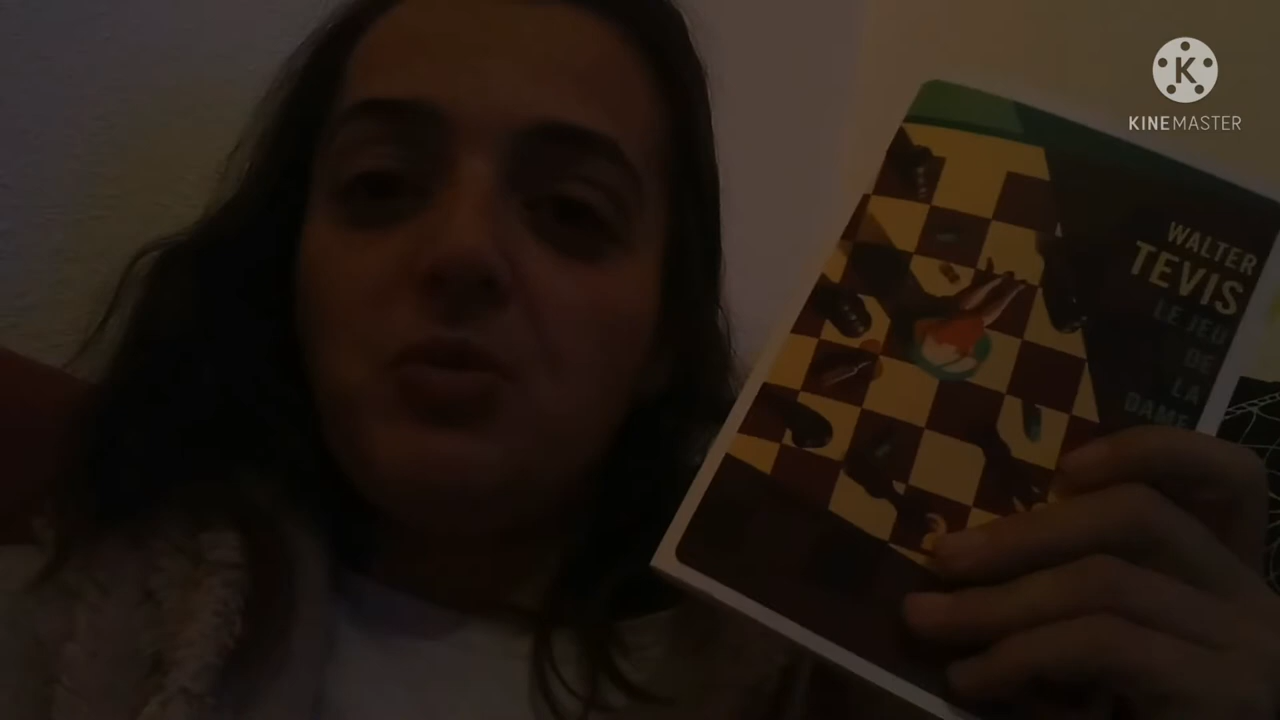 K
KINEMASTER
WALTER
TEVIS
LE JEU
DE
LA
DAME